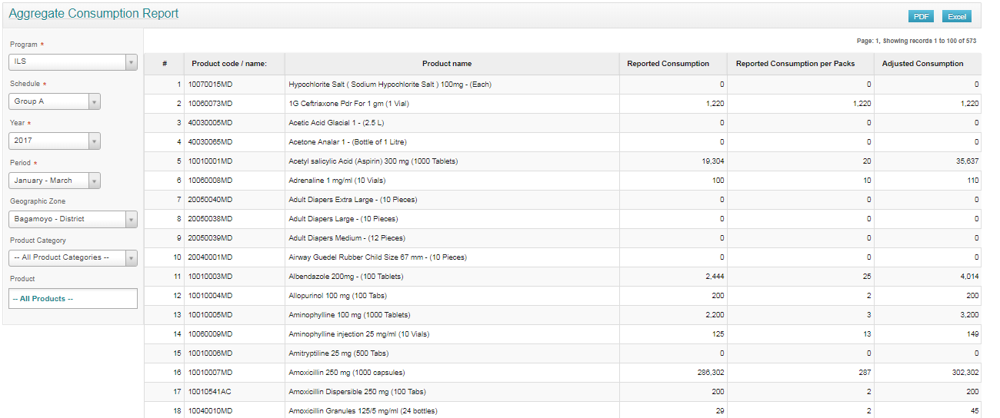 Aggregate Consumption Report
PDF Excel
Page: 1, Showing records 1 to 100 of 573
Program *
ILS
Schedule *
Group A
Year *
2017
Period *
January - March
Geographic Zone
Bagamoyo - District
Product Category
-- All Product Categories --
Product
-- All Products --
# Product code / name: Product name Reported Consumption Reported Consumption per Packs Adjusted Consumption
1 10070015MD Hypochlorite Salt ( Sodium Hypochlorite Salt ) 100mg - (Each) 0 0 0
2 10060073MD 1G Ceftriaxone Pdr For 1 gm (1 Vial) 1,220 1,220 1,220
3 40030005MD Acetic Acid Glacial 1 - (2.5 L) 0 0 0
4 40030065MD Acetone Analar 1 - (Bottle of 1 Litre) 0 0 0
5 10010001MD Acetyl salicylic Acid (Aspirin) 300 mg (1000 Tablets) 19,304 20 35,637
6 10060008MD Adrenaline 1 mg/ml (10 Vials) 100 10 110
7 20050040MD Adult Diapers Extra Large - (10 Pieces) 0 0 0
8 20050038MD Adult Diapers Large - (10 Pieces) 0 0 0
9 20050039MD Adult Diapers Medium - (12 Pieces) 0 0 0
10 20040001MD Airway Guedel Rubber Child Size 67 mm - (10 Pieces) 0 0 0
11 10010003MD Albendazole 200mg - (100 Tablets) 2,444 25 4,014
12 10010004MD Allopurinol 100 mg (100 Tabs) 200 2 200
13 10010005MD Aminophylline 100 mg (1000 Tablets) 2,200 3 3,200
14 10060009MD Aminophylline injection 25 mg/ml (10 Vials) 125 13 149
15 10010006MD Amitryptiline 25 mg (500 Tabs) 0 0 0
16 10010007MD Amoxicillin 250 mg (1000 capsules) 286,302 287 302,302
17 10010541AC Amoxicillin Dispersible 250 mg (100 Tabs) 200 2 200
18 10040010MD Amoxicillin Granules 125/5 mg/ml (24 bottles) 29 2 45